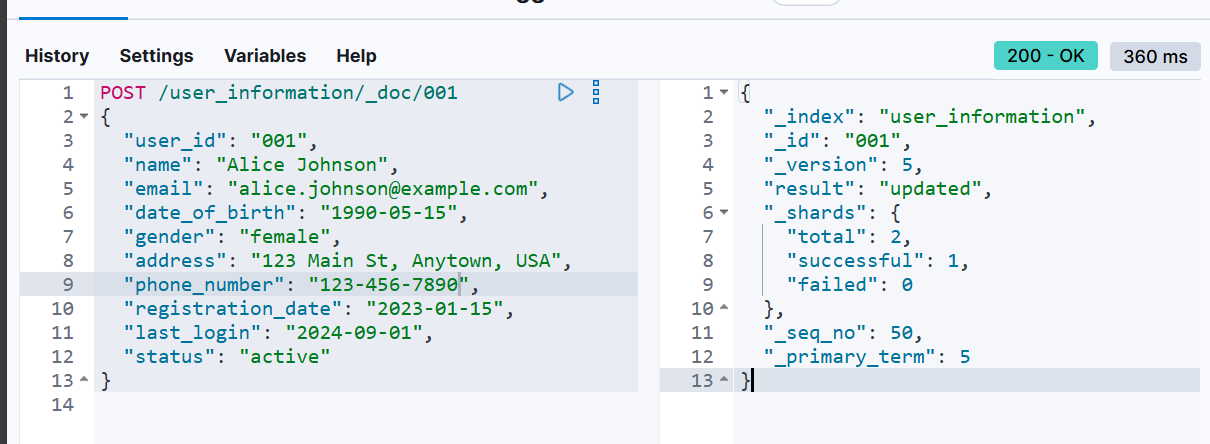 History Settings Variables Help 200 - OK 360 ms
1 POST /user_information/_doc/001
2 {
3 "user_id": "001",
4 "name": "Alice Johnson",
5 "email": "alice.johnson@example.com",
6 "date_of_birth": "1990-05-15",
7 "gender": "female",
8 "address": "123 Main St, Anytown, USA",
9 "phone_number": "123-456-7890",
10 "registration_date": "2023-01-15",
11 "last_login": "2024-09-01",
12 "status": "active"
13 }
14
1 {
2 "_index": "user_information",
3 "_id": "001",
4 "_version": 5,
5 "result": "updated",
6 "_shards": {
7 "total": 2,
8 "successful": 1,
9 "failed": 0
10 },
11 "_seq_no": 50,
12 "_primary_term": 5
13 }